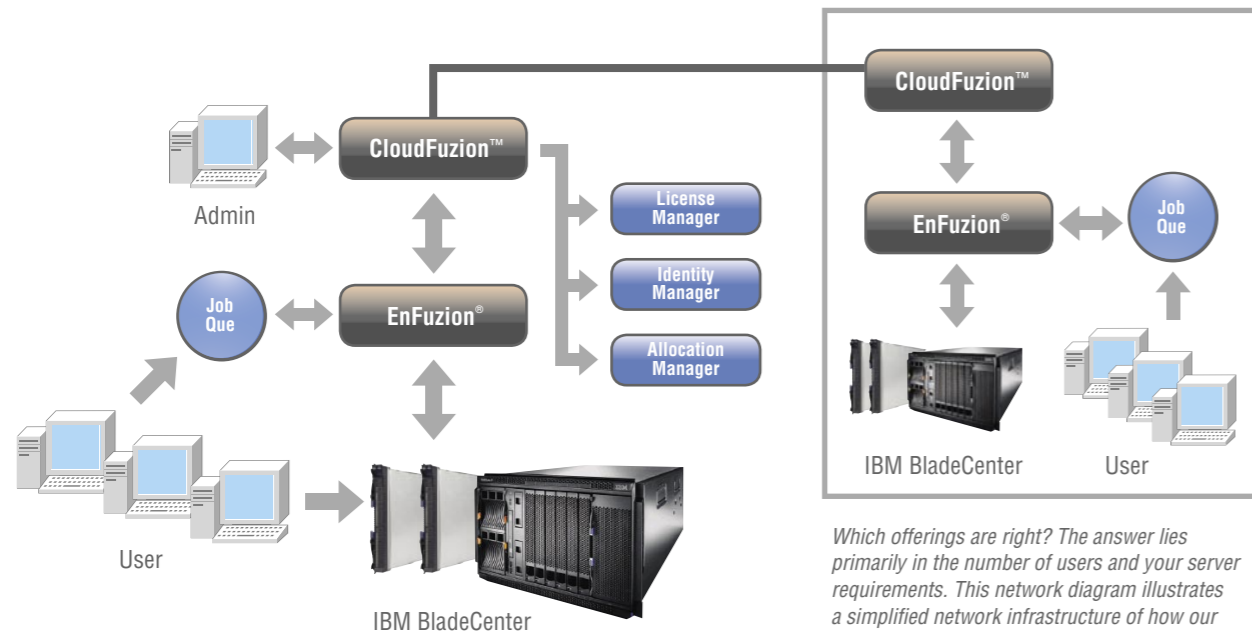 CloudFuzion™
CloudFuzion™
Admin
License
Manager
EnFuzion®
Job
Que
Identity
Manager
Job
Que
EnFuzion®
Allocation
Manager
IBM BladeCenter
User
User
IBM BladeCenter
Which offerings are right? The answer lies
primarily in the number of users and your server
requirements. This network diagram illustrates
a simplified network infrastructure of how our